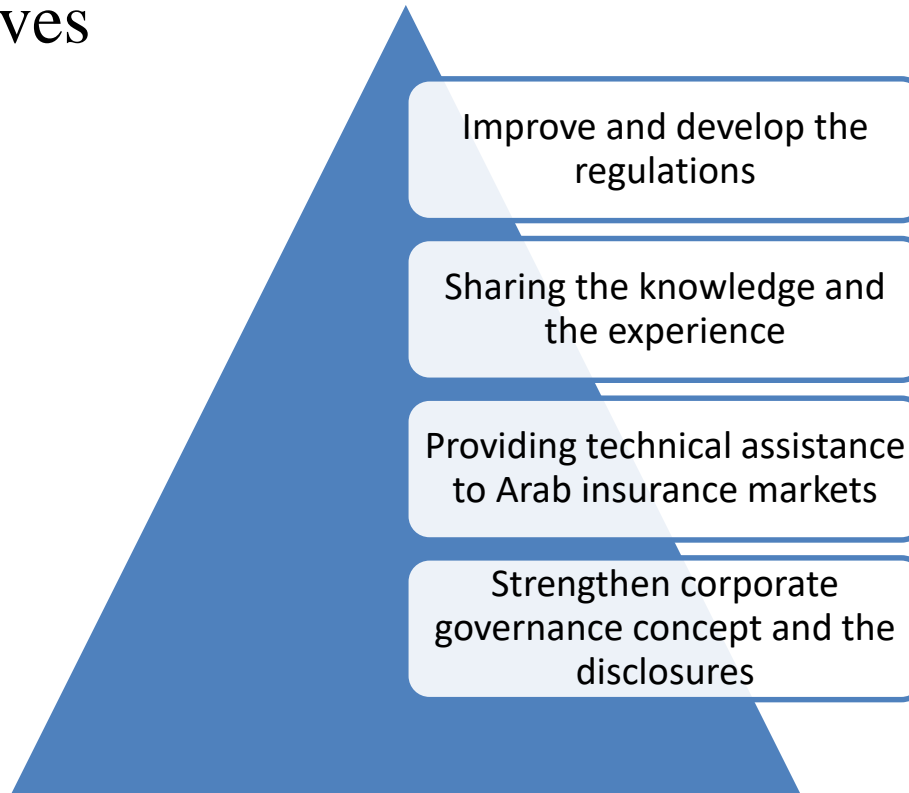 ves
Improve and develop the
regulations
Sharing the knowledge and
the experience
Providing technical assistance
to Arab insurance markets
Strengthen corporate
governance concept and the
disclosures